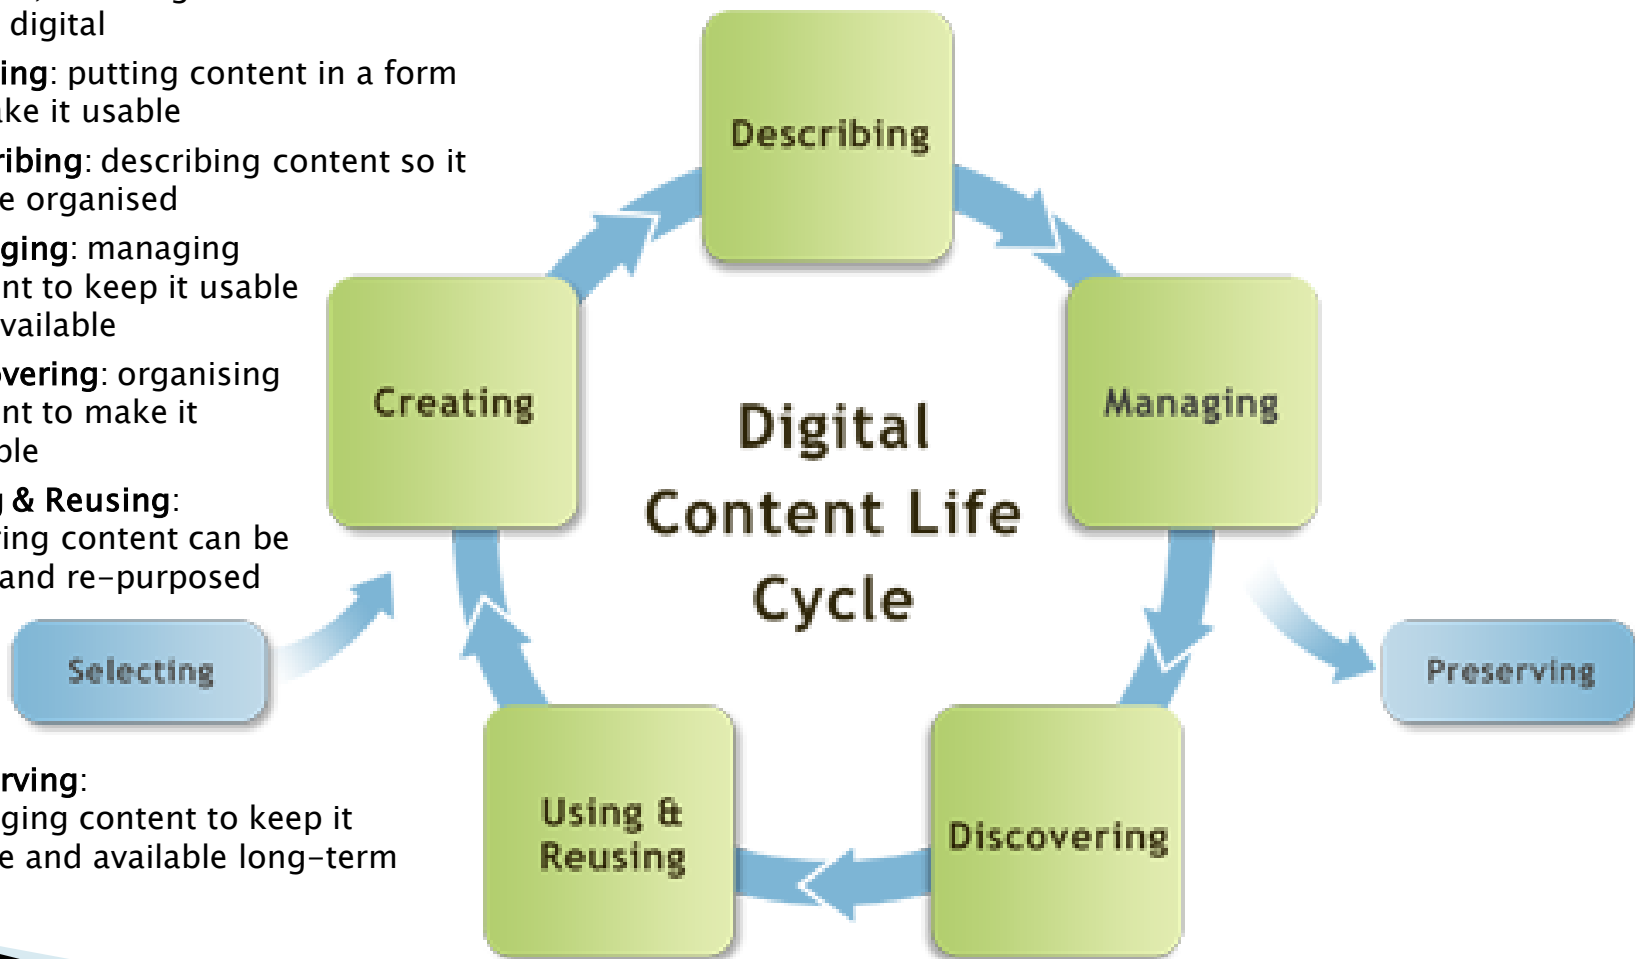 digital
ing: putting content in a form
ake it usable
ribing: describing content so it
e organised
ging: managing
nt to keep it usable
vailable
overing: organising
nt to make it
ble
g & Reusing:
ring content can be
and re-purposed
rving:
ging content to keep it
e and available long-term
Describing
Creating
Managing
Digital
Content Life
Cycle
Selecting
Preserving
Using &
Reusing
Discovering